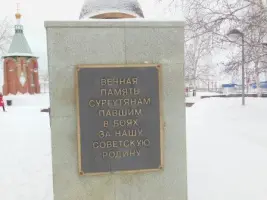 ВЕЧНАЯ
ПАМЯТЬ
СУРГУТЯНАМ
ПАВШИМ
В БОЯХ
ЗА НАШУ
СОВЕТСКУЮ
РОДИНУ